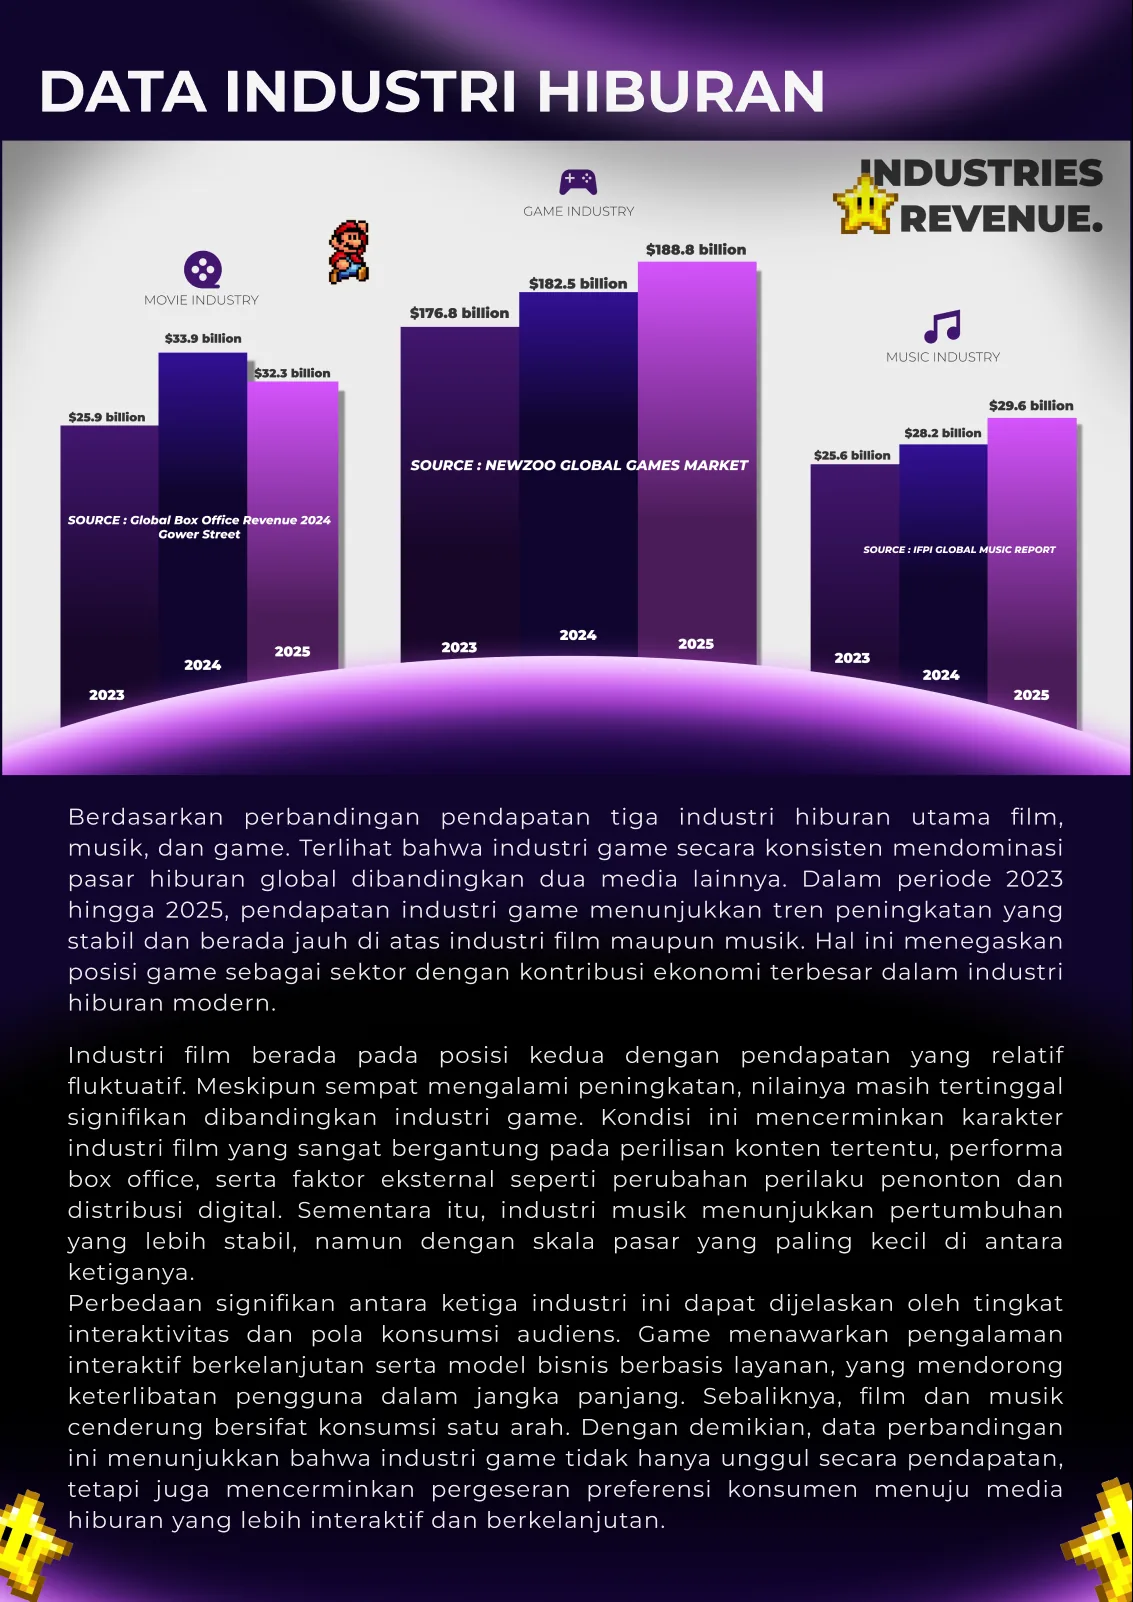 DATA INDUSTRI HIBURAN
INDUSTRIES
REVENUE.
GAME INDUSTRY
MOVIE INDUSTRY
MUSIC INDUSTRY
$25.9 billion
$33.9 billion
$32.3 billion
SOURCE : Global Box Office Revenue 2024
Gower Street
2023
2024
2025
$176.8 billion
$182.5 billion
$188.8 billion
SOURCE : NEWZOO GLOBAL GAMES MARKET
2023
2024
2025
$25.6 billion
$28.2 billion
$29.6 billion
SOURCE : IFPI GLOBAL MUSIC REPORT
2023
2024
2025
Berdasarkan perbandingan pendapatan tiga industri hiburan utama film,
musik, dan game. Terlihat bahwa industri game secara konsisten mendominasi
pasar hiburan global dibandingkan dua media lainnya. Dalam periode 2023
hingga 2025, pendapatan industri game menunjukkan tren peningkatan yang
stabil dan berada jauh di atas industri film maupun musik. Hal ini menegaskan
posisi game sebagai sektor dengan kontribusi ekonomi terbesar dalam industri
hiburan modern.
Industri film berada pada posisi kedua dengan pendapatan yang relatif
fluktuatif. Meskipun sempat mengalami peningkatan, nilainya masih tertinggal
signifikan dibandingkan industri game. Kondisi ini mencerminkan karakter
industri film yang sangat bergantung pada perilisan konten tertentu, performa
box office, serta faktor eksternal seperti perubahan perilaku penonton dan
distribusi digital. Sementara itu, industri musik menunjukkan pertumbuhan
yang lebih stabil, namun dengan skala pasar yang paling kecil di antara
ketiganya.
Perbedaan signifikan antara ketiga industri ini dapat dijelaskan oleh tingkat
interaktivitas dan pola konsumsi audiens. Game menawarkan pengalaman
interaktif berkelanjutan serta model bisnis berbasis layanan, yang mendorong
keterlibatan pengguna dalam jangka panjang. Sebaliknya, film dan musik
cenderung bersifat konsumsi satu arah. Dengan demikian, data perbandingan
ini menunjukkan bahwa industri game tidak hanya unggul secara pendapatan,
tetapi juga mencerminkan pergeseran preferensi konsumen menuju media
hiburan yang lebih interaktif dan berkelanjutan.